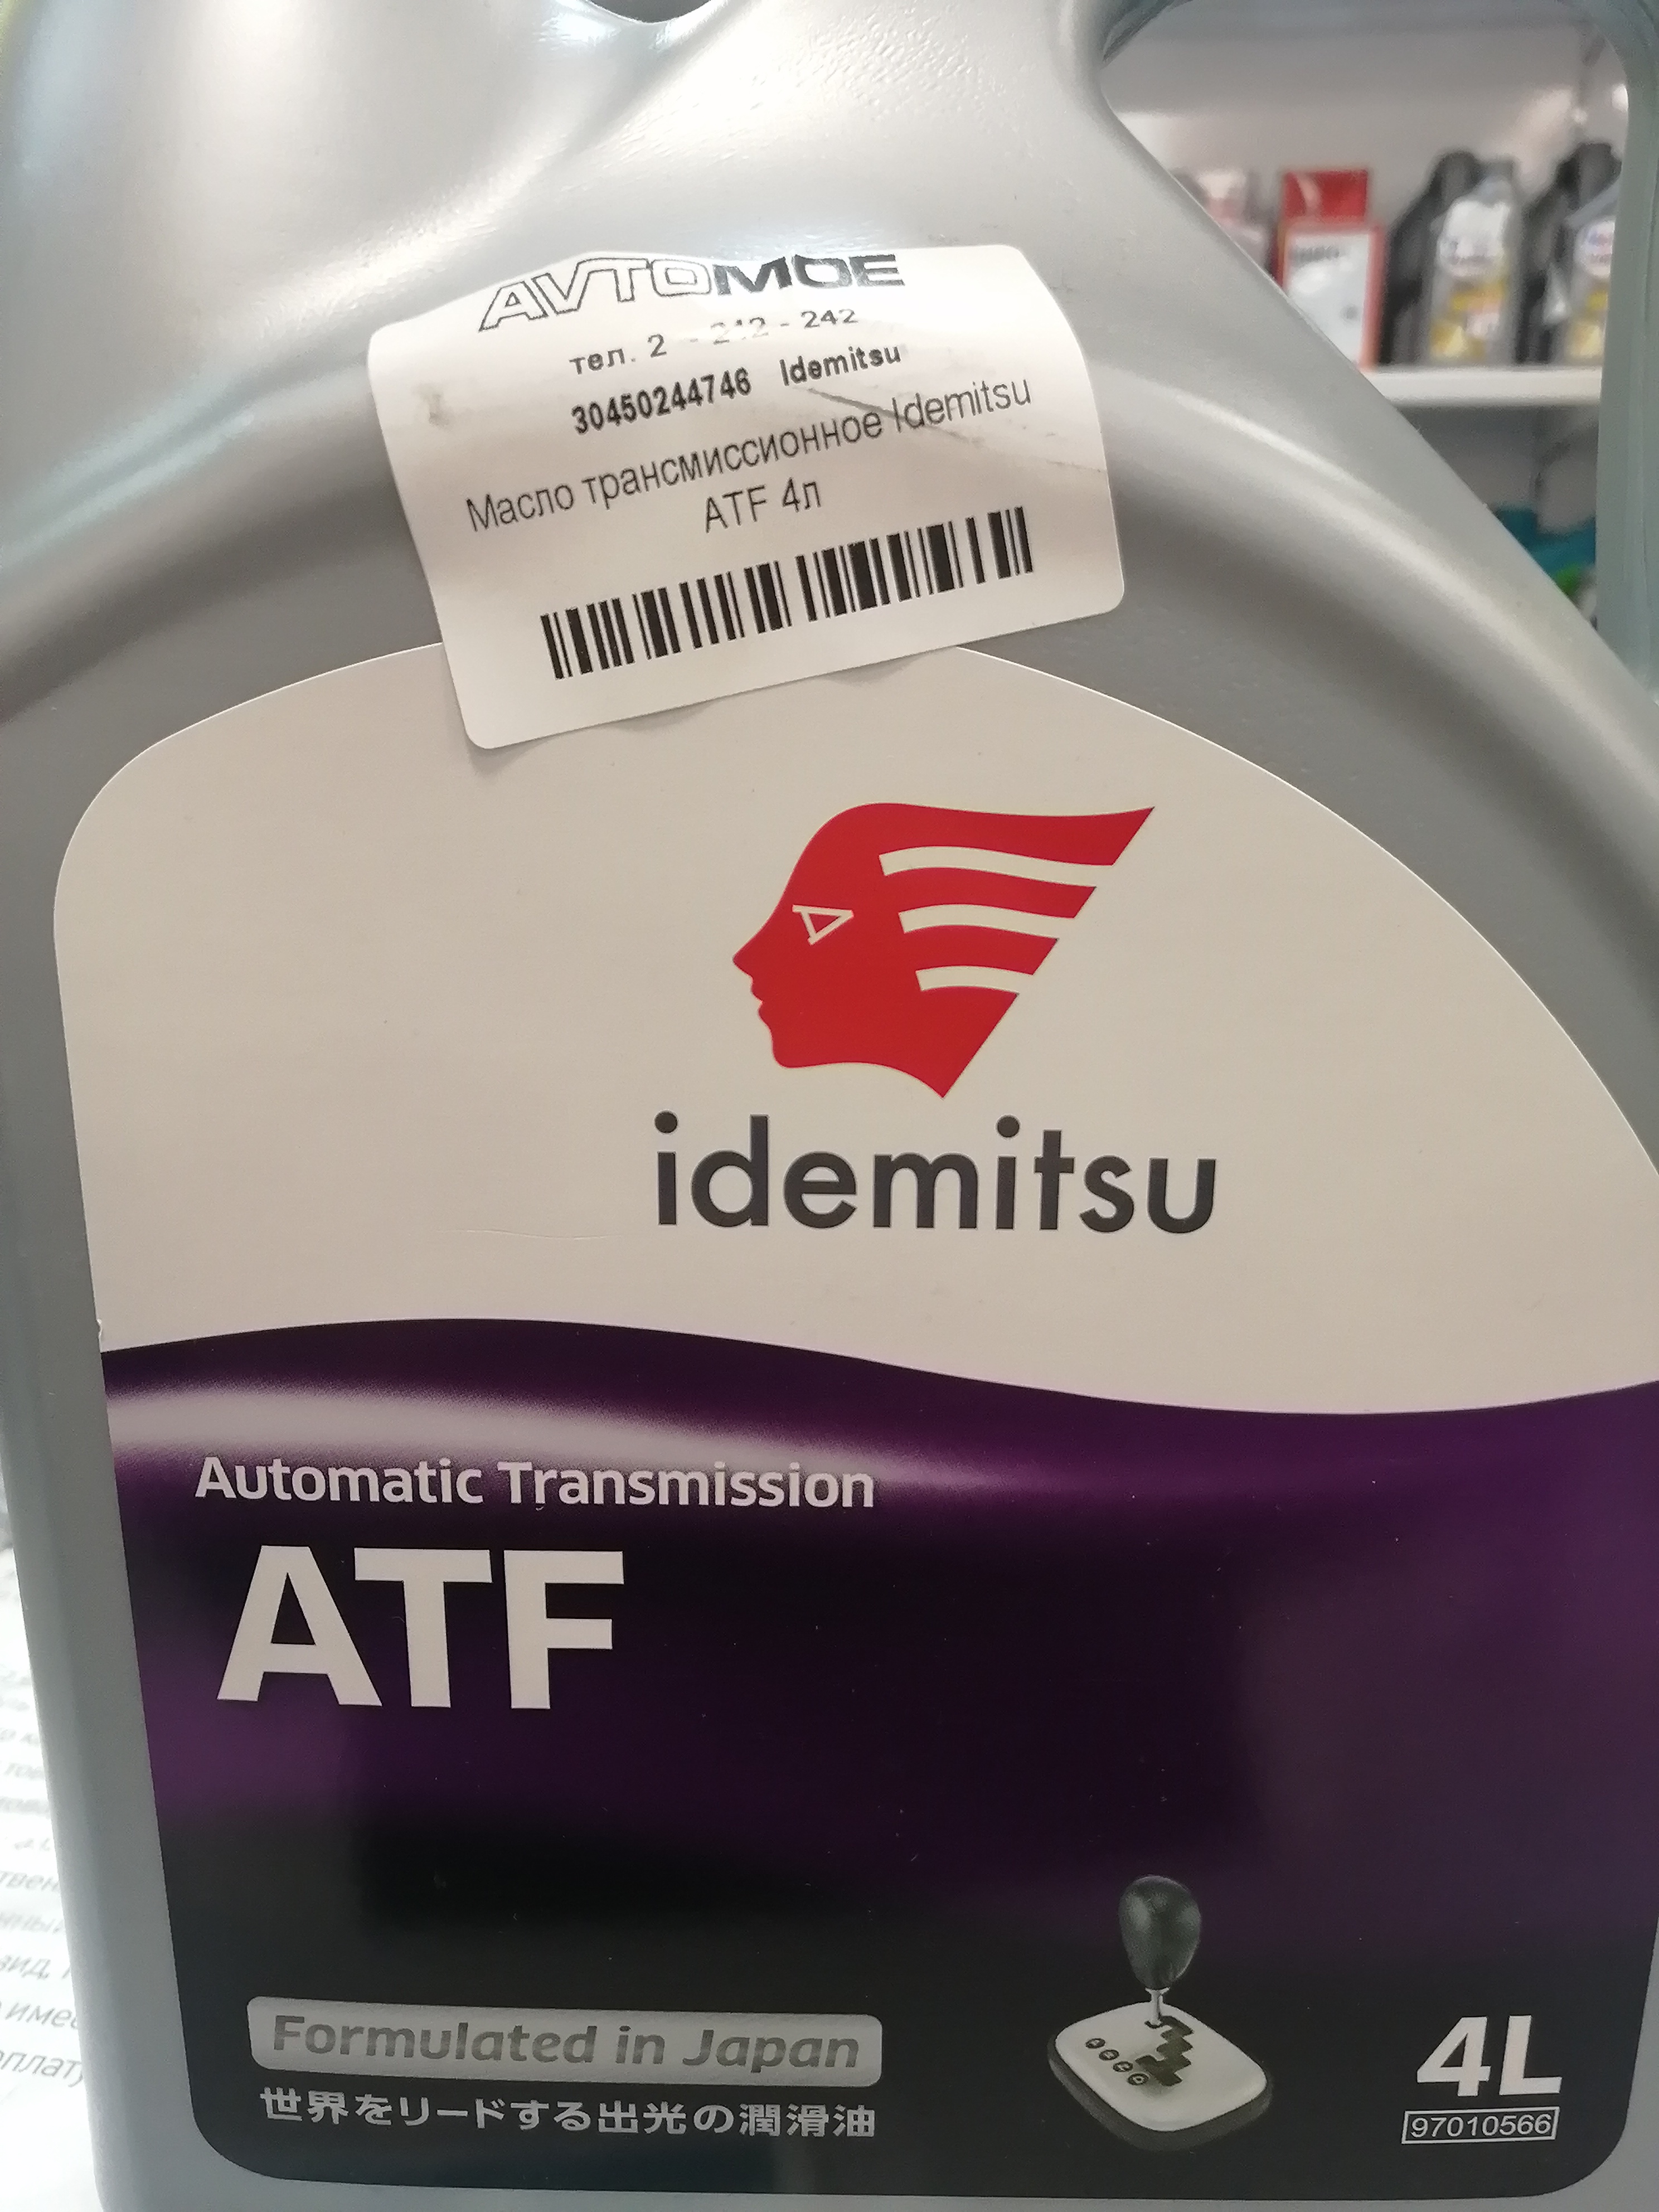 AVTOMOE
тел. 2 - 242 - 242
30450244746 Idemitsu
Масло трансмиссионное Idemitsu
ATF 4л
idemitsu
Automatic Transmission
ATF
Formulated in Japan
世界をリードする出光の潤滑油
4L
97010566